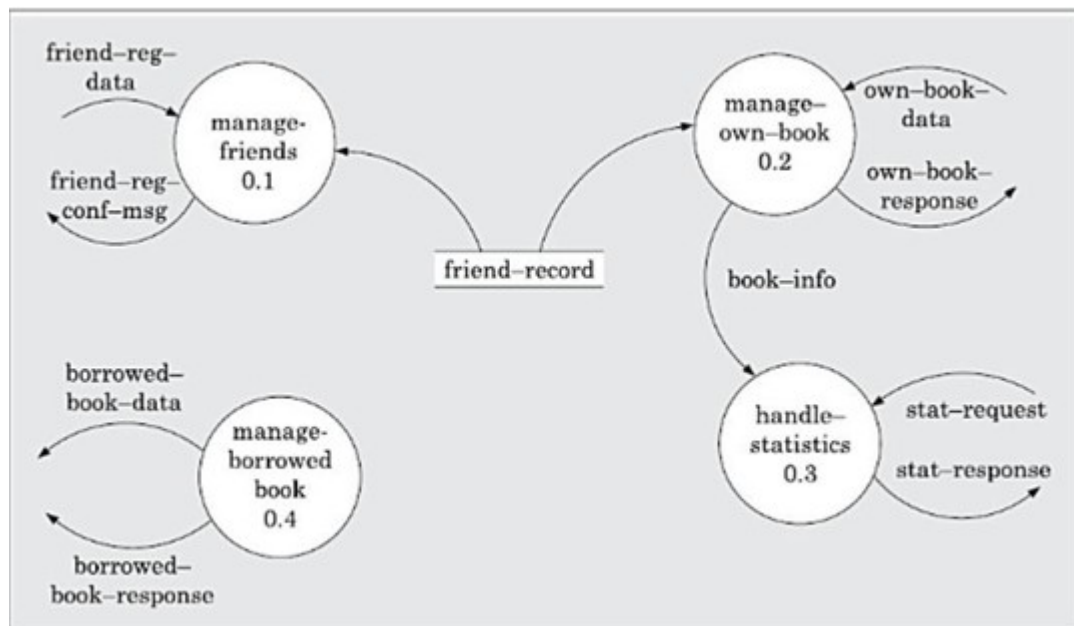 friend–reg–
data
manage-
friends
0.1
friend–reg–
conf–msg
manage–
own–book
0.2
own–book–
data
own–book–
response
friend–record
book–info
borrowed–
book–data
manage-
borrowed
book
0.4
borrowed–
book–response
handle–
statistics
0.3
stat–request
stat–response